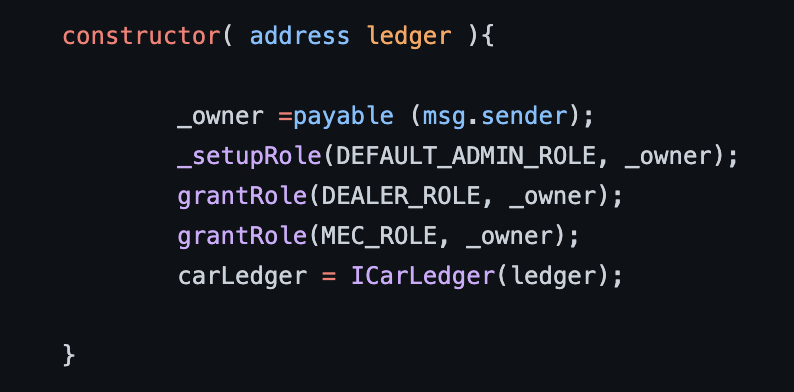 constructor( address ledger ){
_owner =payable (msg.sender);
_setupRole(DEFAULT_ADMIN_ROLE, _owner);
grantRole(DEALER_ROLE, _owner);
grantRole(MEC_ROLE, _owner);
carLedger = ICarLedger(ledger);
}